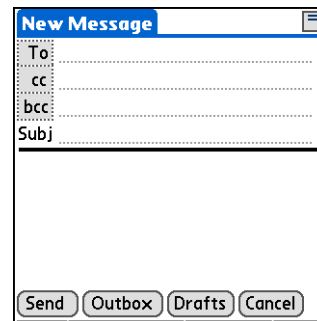 New Message
To
cc
bcc
Subj
Send Outbox Drafts Cancel